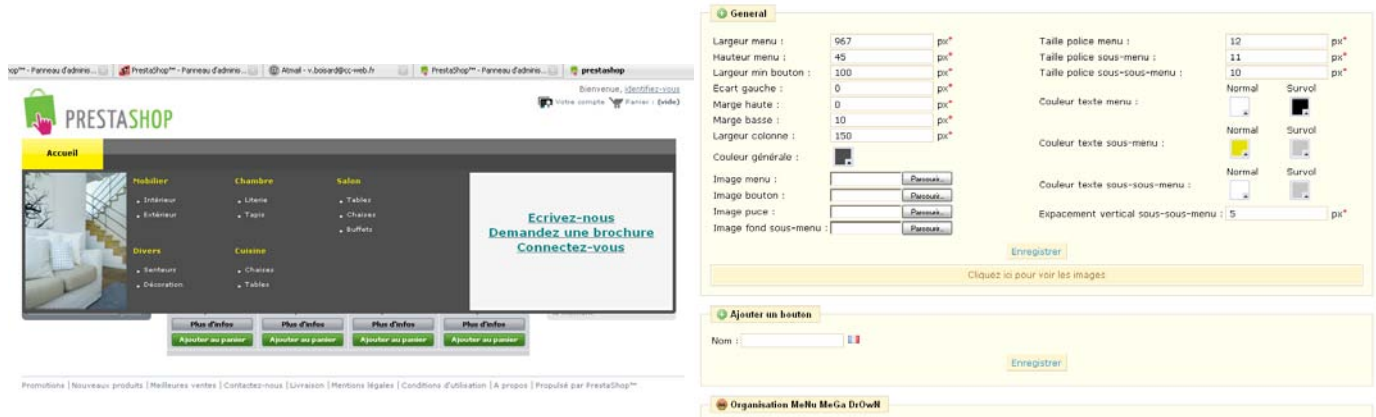 op™ - Panneau d'adminis... PrestaShop™ - Panneau d'adminis... Atmail - v.boisard@cc-web.fr PrestaShop™ - Panneau d'adminis... prestashop
Bienvenue, identifiez-vous
Votre compte Panier : (vide)
PRESTASHOP
Accueil
Mobilier Chambre Salon
Intérieur Literie Tables
Extérieur Tapis Chaises
Buffets
Divers Cuisine
Senteurs Chaises
Décoration Tables
Ecrivez-nous
Demandez une brochure
Connectez-vous
Plus d'infos Plus d'infos Plus d'infos Plus d'infos
Ajouter au panier Ajouter au panier Ajouter au panier Ajouter au panier
Promotions | Nouveaux produits | Meilleures ventes | Contactez-nous | Livraison | Mentions légales | Conditions d'utilisation | A propos | Propulsé par PrestaShop™
General
Largeur menu : 967 px*
Hauteur menu : 45 px*
Largeur min bouton : 100 px*
Ecart gauche : 0 px*
Marge haute : 0 px*
Marge basse : 10 px*
Largeur colonne : 150 px*
Couleur générale :
Image menu : Parcourir...
Image bouton : Parcourir...
Image puce : Parcourir...
Image fond sous-menu : Parcourir...
Taille police menu : 12 px*
Taille police sous-menu : 11 px*
Taille police sous-sous-menu : 10 px*
Normal Survol
Couleur texte menu :
Normal Survol
Couleur texte sous-menu :
Normal Survol
Couleur texte sous-sous-menu :
Expacement vertical sous-sous-menu : 5 px*
Enregistrer
Cliquez ici pour voir les images
Ajouter un bouton
Nom :
Enregistrer
Organisation MeNu MeGa DrOwN